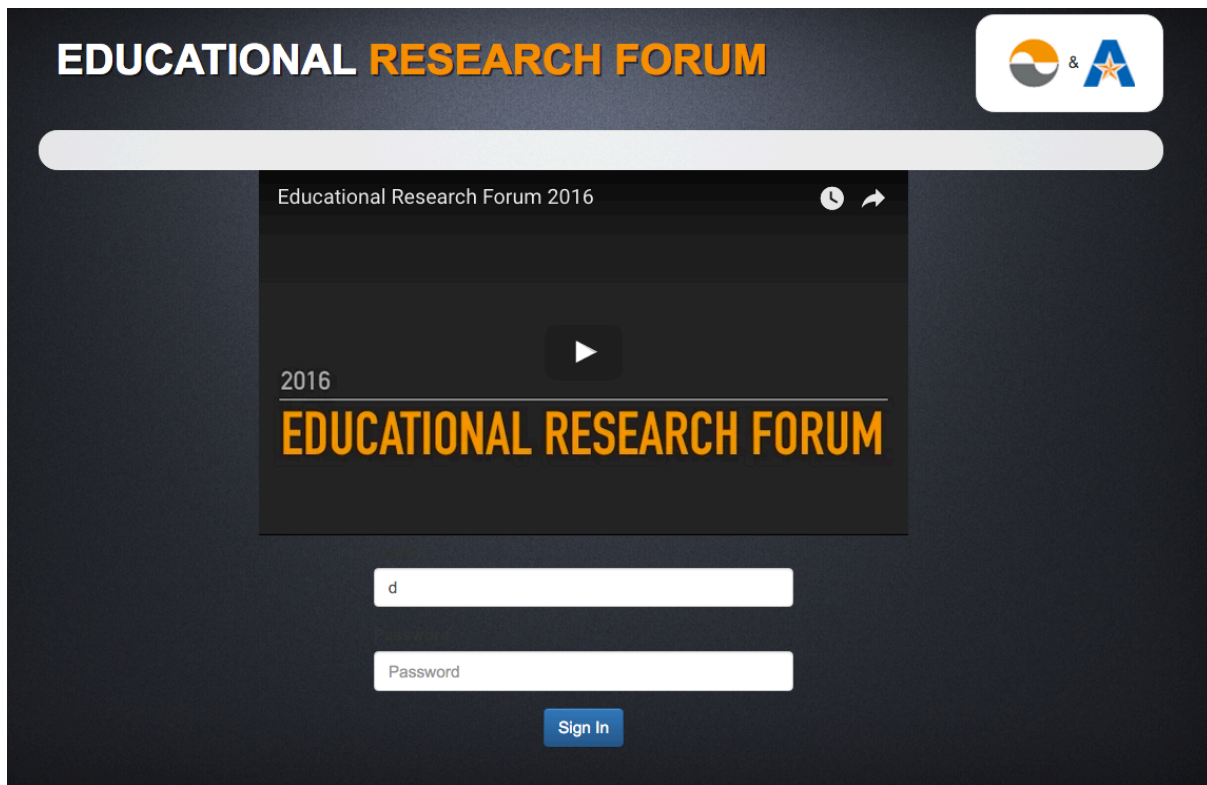 EDUCATIONAL RESEARCH FORUM
&
Educational Research Forum 2016
2016
EDUCATIONAL RESEARCH FORUM
d
Password
Password
Sign In